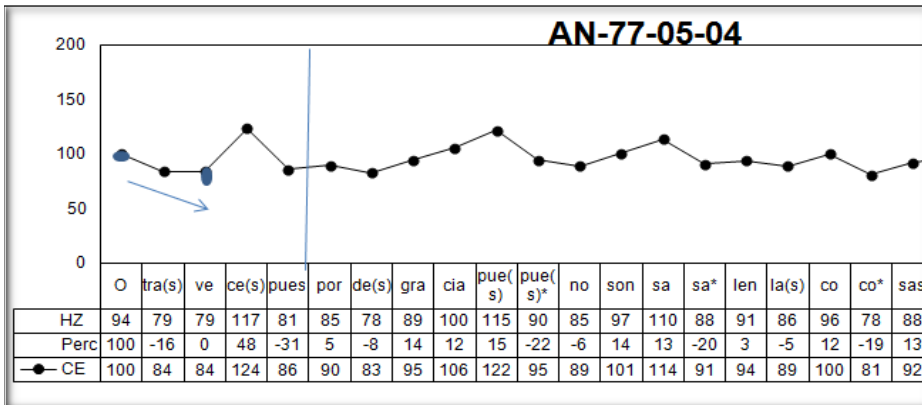 AN-77-05-04
200
150
100
50
0
O tra(s) ve ce(s) pues por de(s) gra cia pue(s) pue(s)* no son sa sa* len la(s) co co* sas
HZ 94 79 79 117 81 85 78 89 100 115 90 85 97 110 88 91 86 96 78 88
Perc 100 -16 0 48 -31 5 -8 14 12 15 -22 -6 14 13 -20 3 -5 12 -19 13
CE 100 84 84 124 86 90 83 95 106 122 95 89 101 114 91 94 89 100 81 92